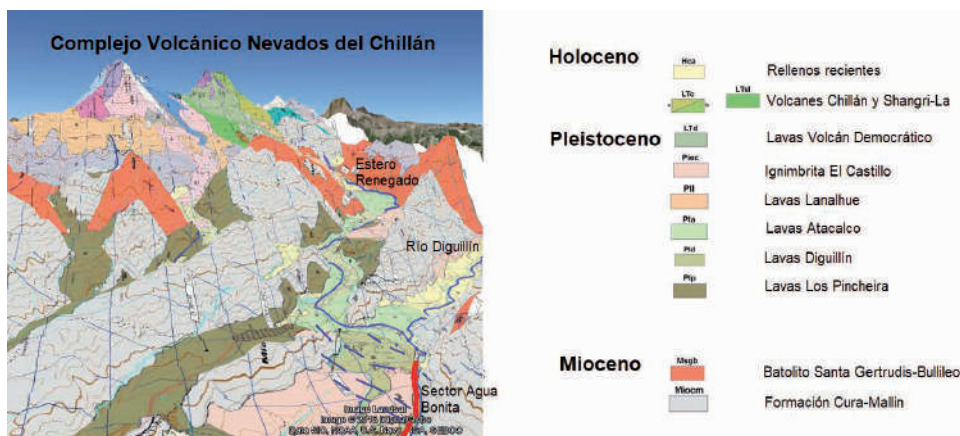 Complejo Volcánico Nevados del Chillán
Estero
Renegado
Río Diguillín
Sector Agua
Bonita
Holoceno
Hca
Rellenos recientes
LTc
LTsl
Volcanes Chillán y Shangri-La
Pleistoceno
LTd
Lavas Volcán Democrático
Piec
Ignimbrita El Castillo
Pll
Lavas Lanalhue
Pla
Lavas Atacalco
Pld
Lavas Diguillín
Plp
Lavas Los Pincheira
Mioceno
Msgb
Batolito Santa Gertrudis-Bullileo
Miocm
Formación Cura-Mallín